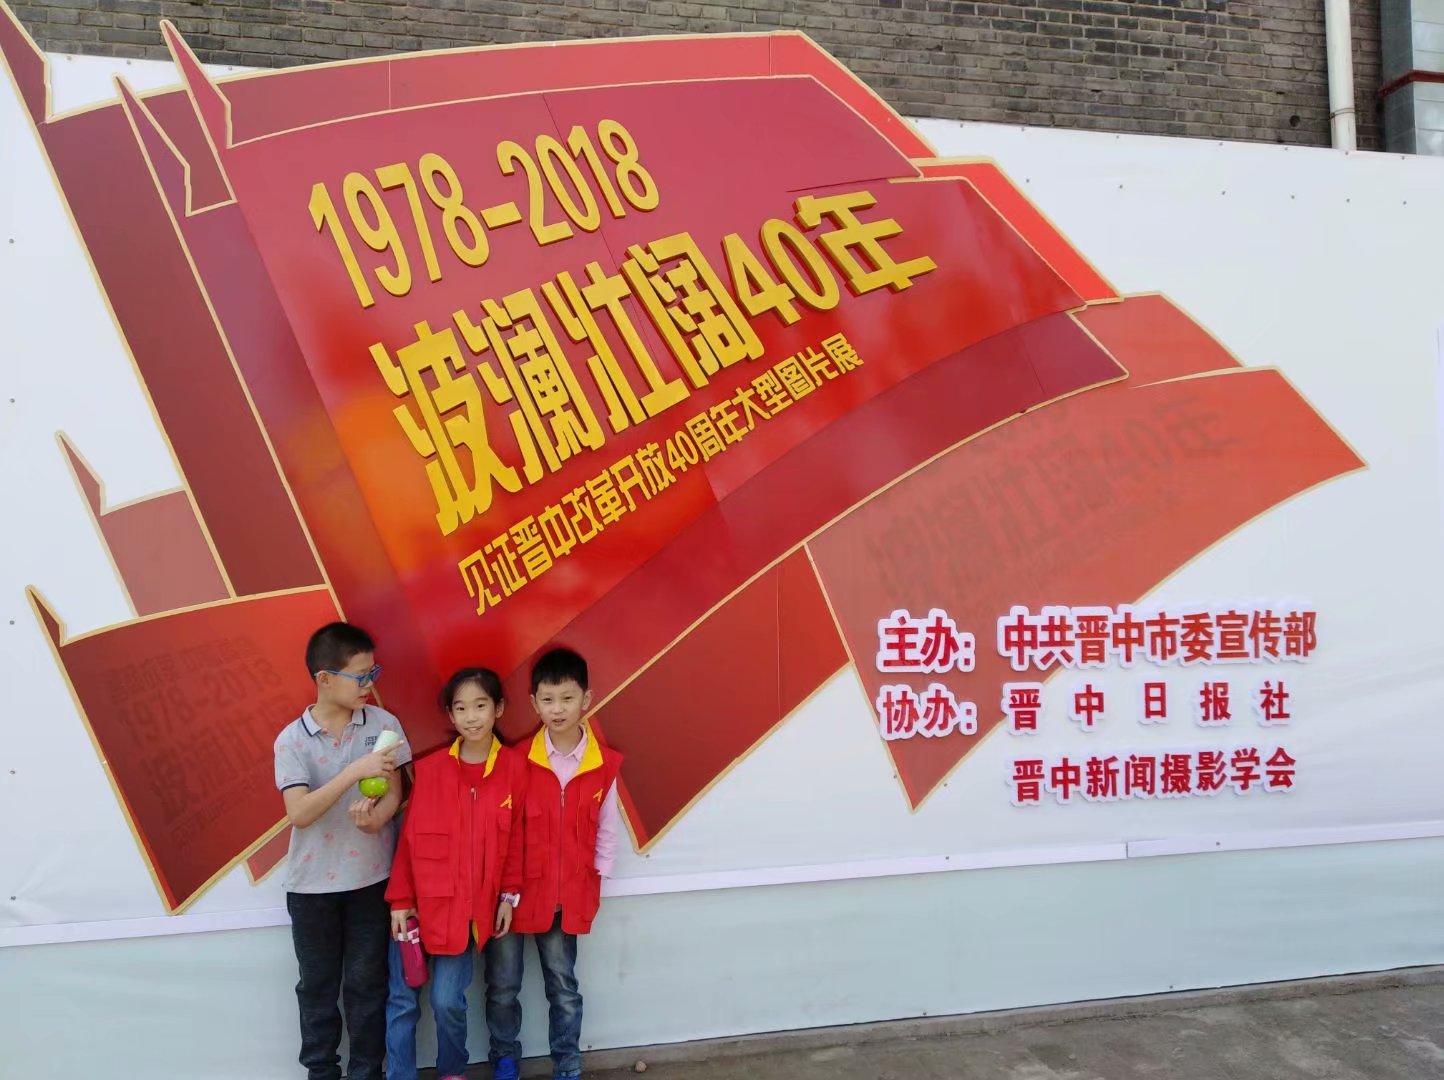 1978-2018
波澜壮阔40年
见证晋中改革开放40周年大型图片展
主办：中共晋中市委宣传部
协办：晋中日报社
晋中新闻摄影学会